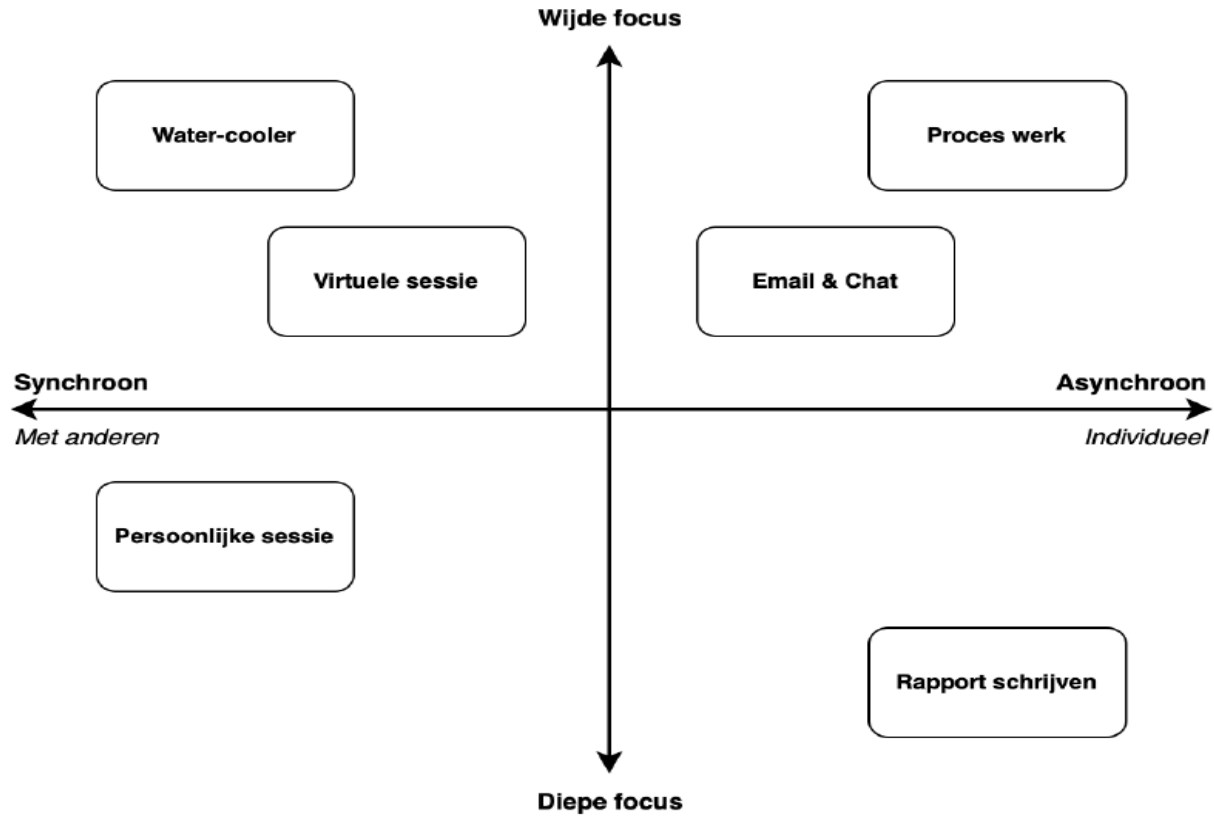 Wijde focus
Water-cooler
Proces werk
Virtuele sessie
Email & Chat
Synchroon
Asynchroon
Met anderen
Individueel
Persoonlijke sessie
Rapport schrijven
Diepe focus